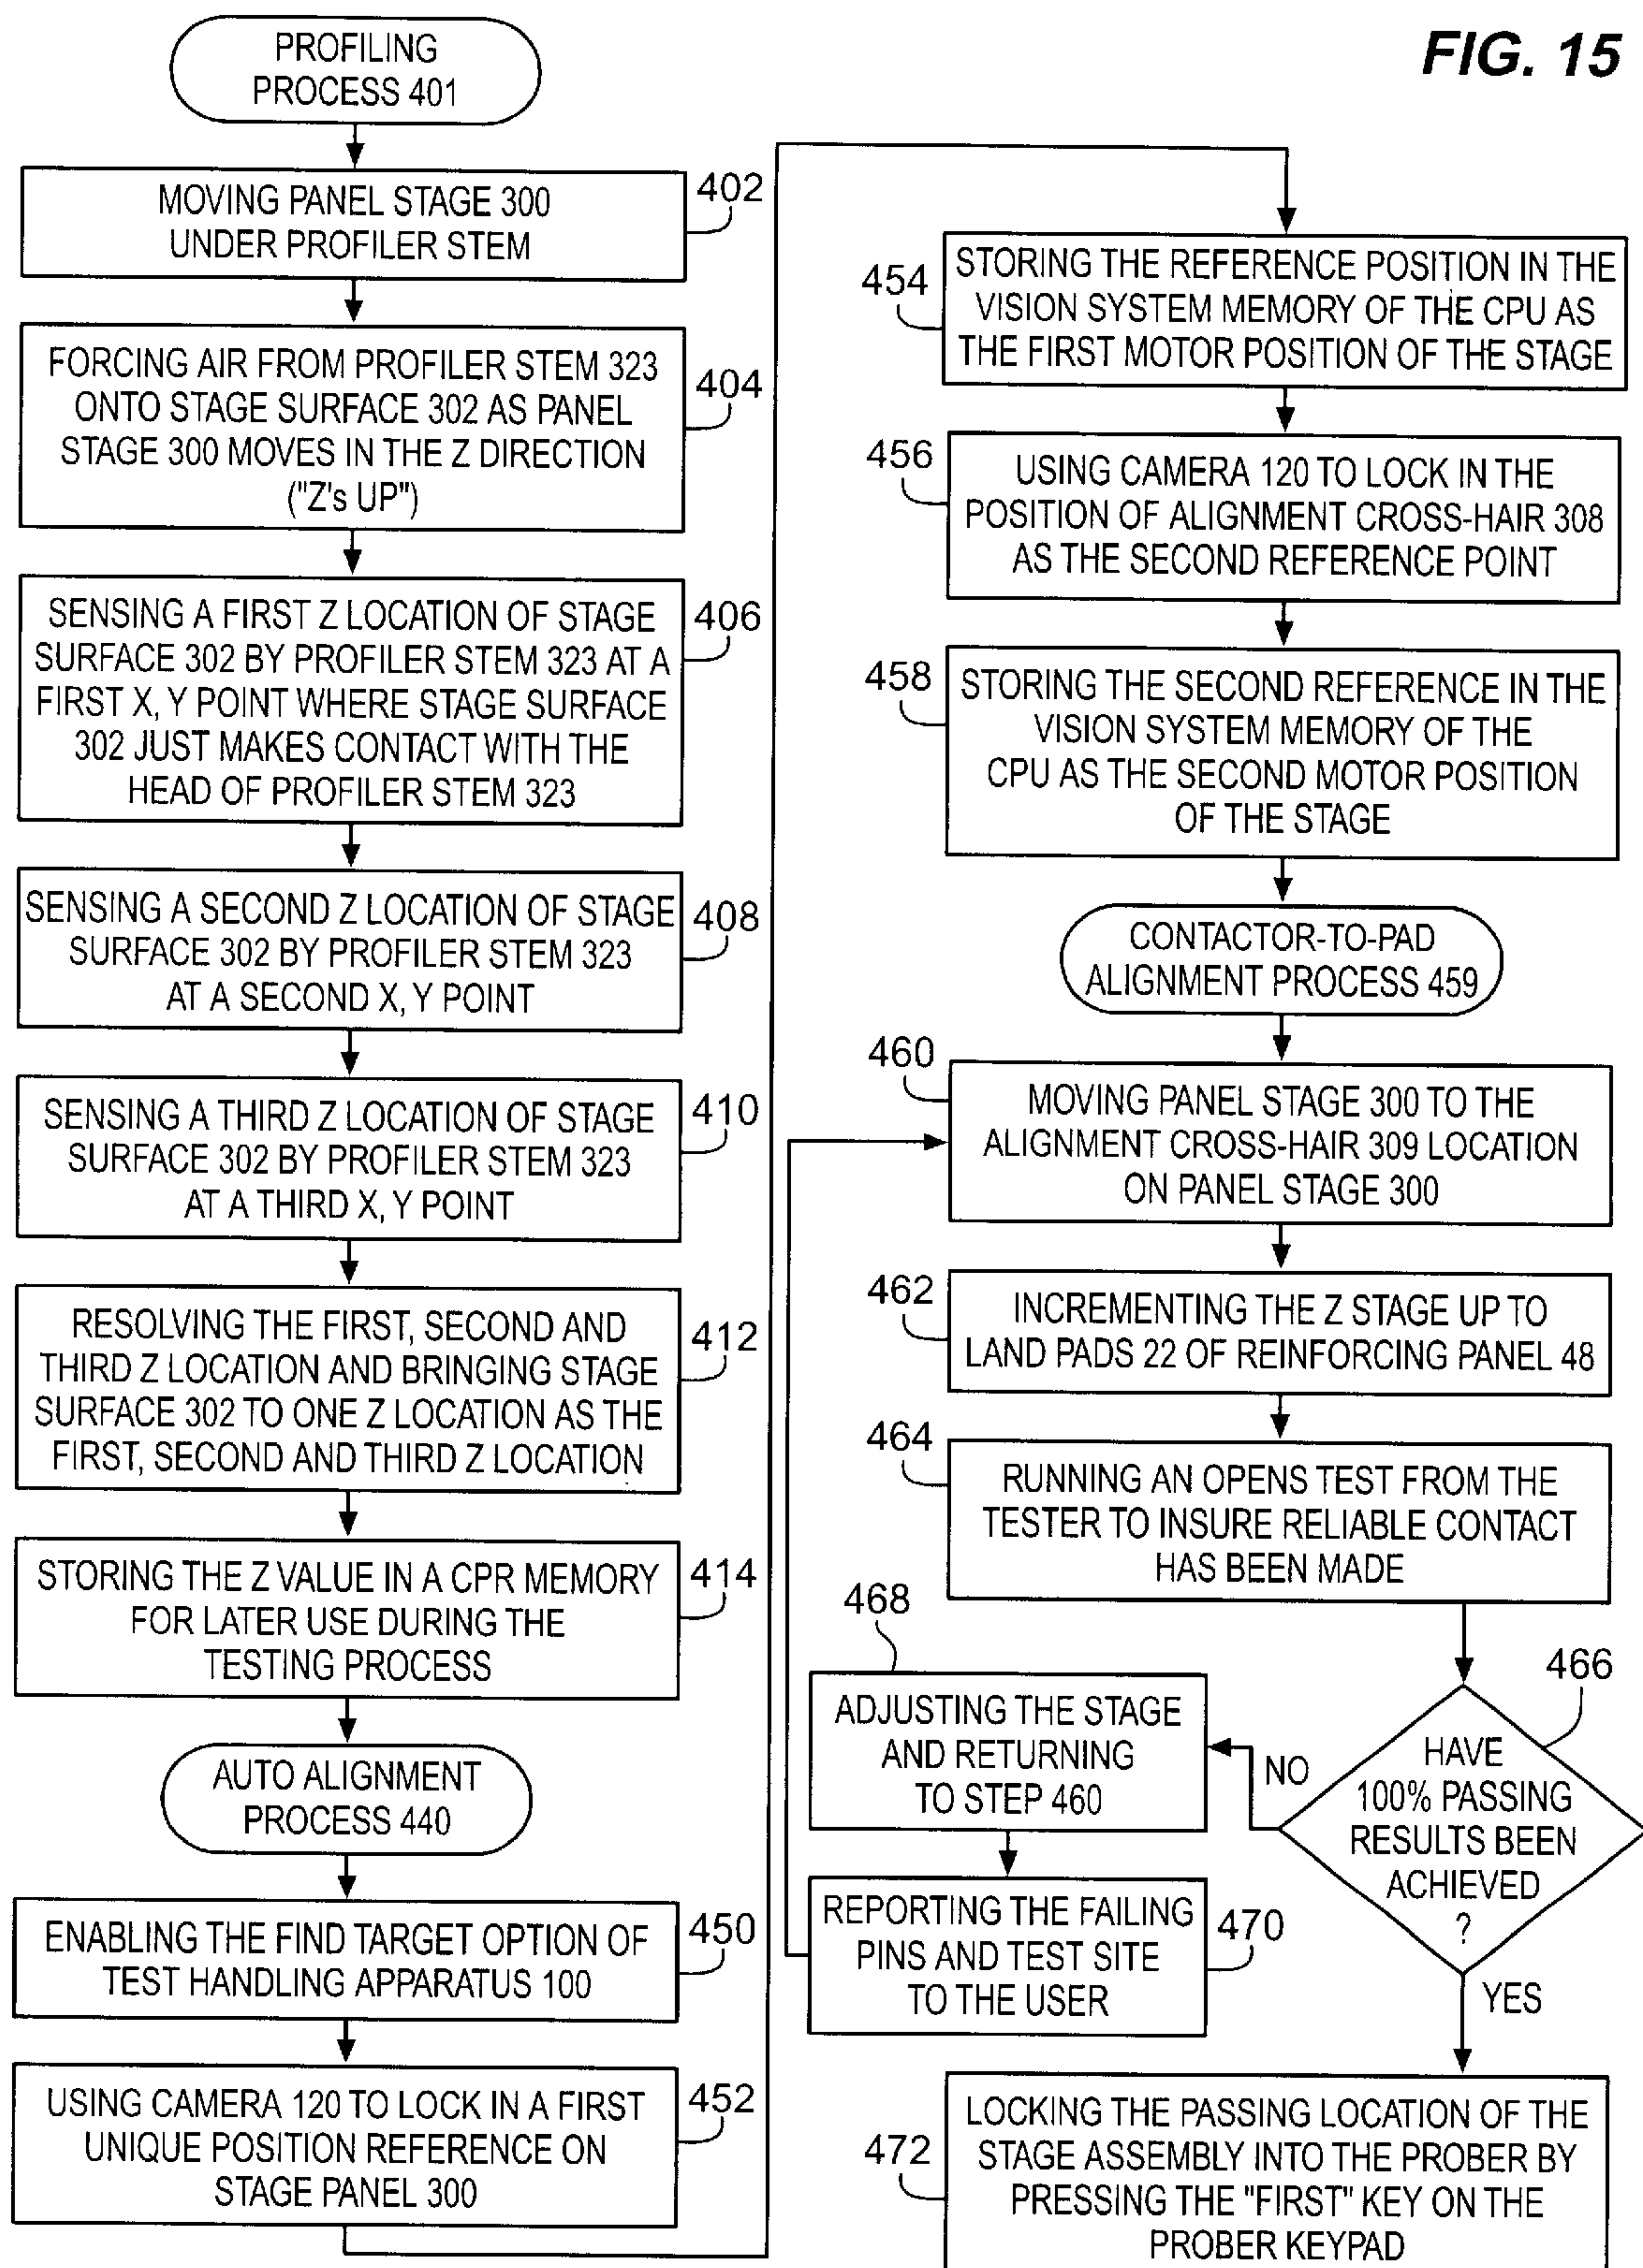 FIG. 15
PROFILING
PROCESS 401
MOVING PANEL STAGE 300
UNDER PROFILER STEM
402
FORCING AIR FROM PROFILER STEM 323
ONTO STAGE SURFACE 302 AS PANEL
STAGE 300 MOVES IN THE Z DIRECTION
("Z's UP")
404
SENSING A FIRST Z LOCATION OF STAGE
SURFACE 302 BY PROFILER STEM 323 AT A
FIRST X, Y POINT WHERE STAGE SURFACE
302 JUST MAKES CONTACT WITH THE
HEAD OF PROFILER STEM 323
406
SENSING A SECOND Z LOCATION OF STAGE
SURFACE 302 BY PROFILER STEM 323
AT A SECOND X, Y POINT
408
SENSING A THIRD Z LOCATION OF STAGE
SURFACE 302 BY PROFILER STEM 323
AT A THIRD X, Y POINT
410
RESOLVING THE FIRST, SECOND AND
THIRD Z LOCATION AND BRINGING STAGE
SURFACE 302 TO ONE Z LOCATION AS THE
FIRST, SECOND AND THIRD Z LOCATION
412
STORING THE Z VALUE IN A CPR MEMORY
FOR LATER USE DURING THE
TESTING PROCESS
414
AUTO ALIGNMENT
PROCESS 440
ENABLING THE FIND TARGET OPTION OF
TEST HANDLING APPARATUS 100
450
USING CAMERA 120 TO LOCK IN A FIRST
UNIQUE POSITION REFERENCE ON
STAGE PANEL 300
452
454
STORING THE REFERENCE POSITION IN THE
VISION SYSTEM MEMORY OF THE CPU AS
THE FIRST MOTOR POSITION OF THE STAGE
456
USING CAMERA 120 TO LOCK IN THE
POSITION OF ALIGNMENT CROSS-HAIR 308
AS THE SECOND REFERENCE POINT
458
STORING THE SECOND REFERENCE IN THE
VISION SYSTEM MEMORY OF THE
CPU AS THE SECOND MOTOR POSITION
OF THE STAGE
CONTACTOR-TO-PAD
ALIGNMENT PROCESS 459
460
MOVING PANEL STAGE 300 TO THE
ALIGNMENT CROSS-HAIR 309 LOCATION
ON PANEL STAGE 300
462
INCREMENTING THE Z STAGE UP TO
LAND PADS 22 OF REINFORCING PANEL 48
464
RUNNING AN OPENS TEST FROM THE
TESTER TO INSURE RELIABLE CONTACT
HAS BEEN MADE
466
HAVE
100% PASSING
RESULTS BEEN
ACHIEVED
?
NO
468
ADJUSTING THE STAGE
AND RETURNING
TO STEP 460
REPORTING THE FAILING
PINS AND TEST SITE
TO THE USER
470
YES
472
LOCKING THE PASSING LOCATION OF THE
STAGE ASSEMBLY INTO THE PROBER BY
PRESSING THE "FIRST" KEY ON THE
PROBER KEYPAD